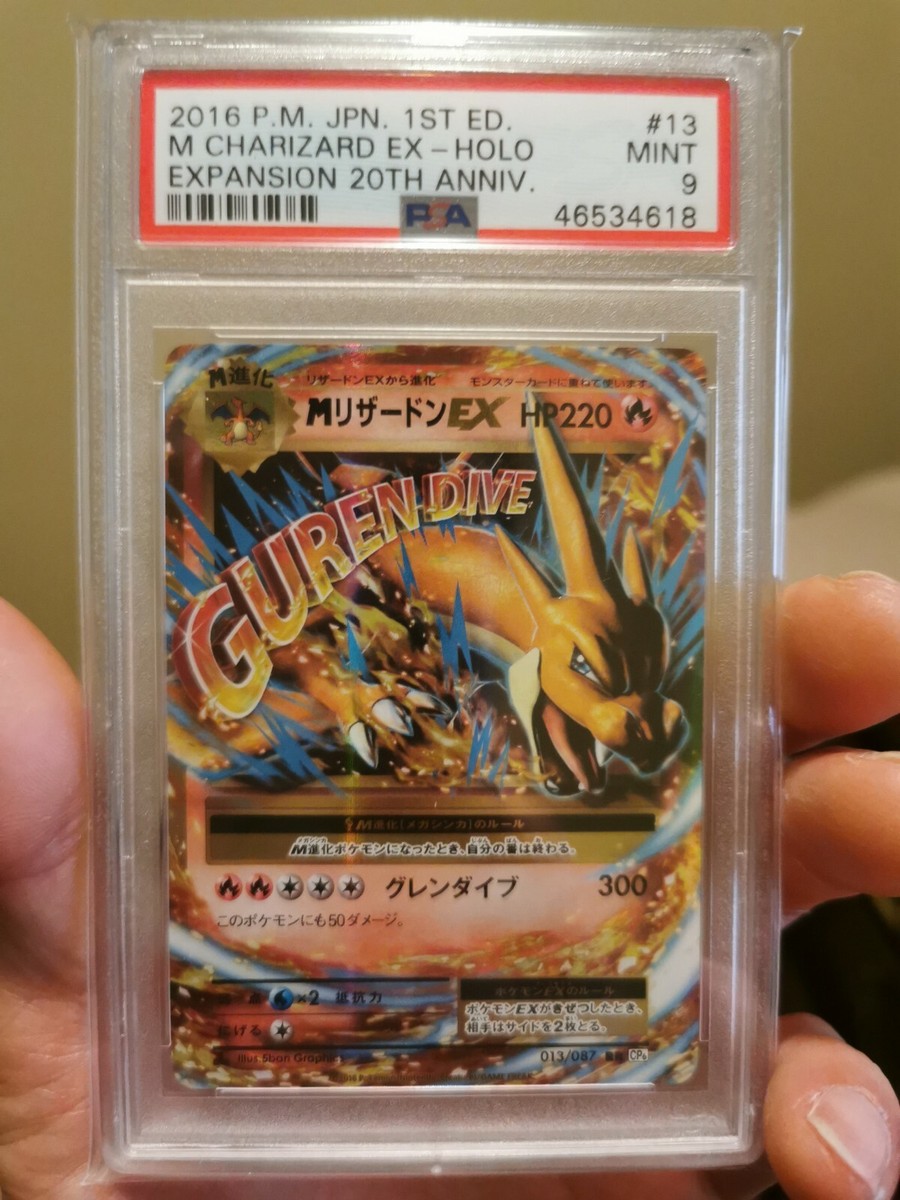 2016 P.M. JPN. 1ST ED. #13
M CHARIZARD EX-HOLO MINT
EXPANSION 20TH ANNIV. 9
PSA 46534618
M進化 リザードンEXから進化 モンスターカードに重ねて使います。
MリザードンEX HP220
GUREN DIVE
M進化[メガシンカ]のルール
M進化ポケモンになったとき、自分の番は終わる。
グレンダイブ 300
このポケモンにも50ダメージ。
×2 抵抗力
ポケモンEXのルール
ポケモンEXがきぜつしたとき、
相手はサイドを2枚とる。
にげる
Illus. 5ban Graphics 013/087 RR CP6